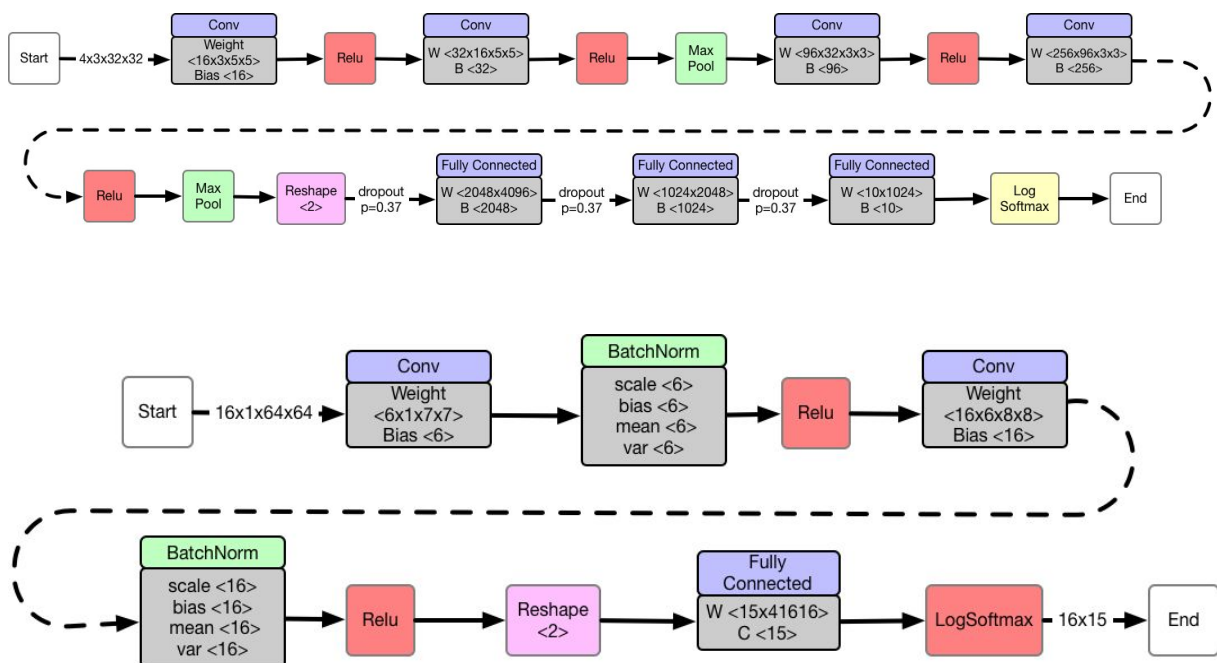 Conv
Conv
Conv
Conv
Start
4x3x32x32
Weight
<16x3x5x5>
Bias <16>
Relu
W <32x16x5x5>
B <32>
Relu
Max
Pool
W <96x32x3x3>
B <96>
Relu
W <256x96x3x3>
B <256>
Relu
Max
Pool
Reshape
<2>
dropout
p=0.37
Fully Connected
W <2048x4096>
B <2048>
dropout
p=0.37
Fully Connected
W <1024x2048>
B <1024>
dropout
p=0.37
Fully Connected
W <10x1024>
B <10>
Log
Softmax
End
Start
16x1x64x64
Conv
Weight
<6x1x7x7>
Bias <6>
BatchNorm
scale <6>
bias <6>
mean <6>
var <6>
Relu
Conv
Weight
<16x6x8x8>
Bias <16>
BatchNorm
scale <16>
bias <16>
mean <16>
var <16>
Relu
Reshape
<2>
Fully
Connected
W <15x41616>
C <15>
LogSoftmax
16x15
End